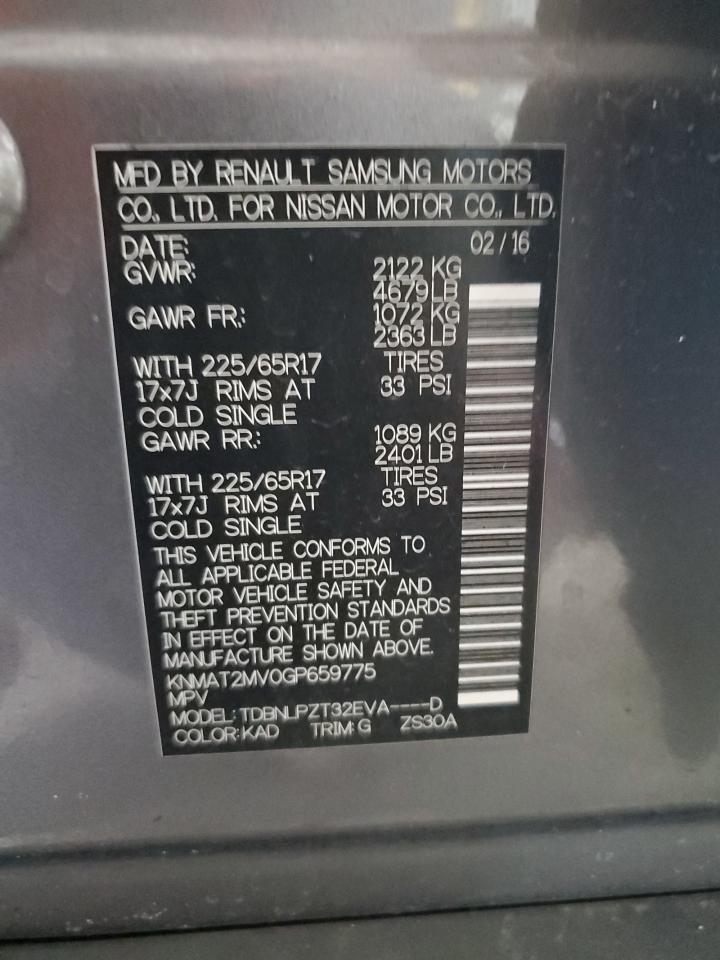 MFD BY RENAULT SAMSUNG MOTORS
CO., LTD. FOR NISSAN MOTOR CO., LTD.
DATE: 02 / 16
GVWR: 2122 KG
4679 LB
GAWR FR.: 1072 KG
2363 LB
WITH 225/65R17 TIRES
17x7J RIMS AT 33 PSI
COLD SINGLE
GAWR RR.: 1089 KG
2401 LB
WITH 225/65R17 TIRES
17x7J RIMS AT 33 PSI
COLD SINGLE
THIS VEHICLE CONFORMS TO
ALL APPLICABLE FEDERAL
MOTOR VEHICLE SAFETY AND
THEFT PREVENTION STANDARDS
IN EFFECT ON THE DATE OF
MANUFACTURE SHOWN ABOVE.
KNMAT2MV0GP659775
MPV
MODEL: TDBNLPZT32EVA----D
COLOR: KAD TRIM: G ZS30A